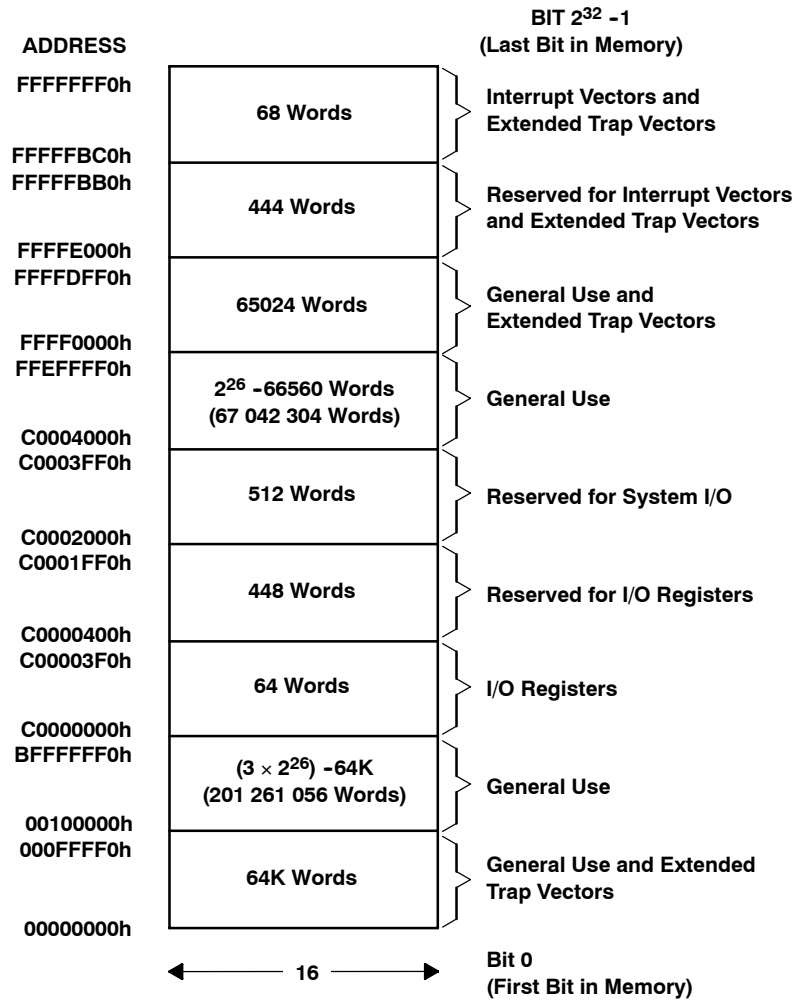 BIT 2³² -1
(Last Bit in Memory)
ADDRESS
FFFFFFF0h
68 Words
Interrupt Vectors and
Extended Trap Vectors
FFFFFBC0h
FFFFFBB0h
444 Words
Reserved for Interrupt Vectors
and Extended Trap Vectors
FFFFE000h
FFFFDFF0h
65024 Words
General Use and
Extended Trap Vectors
FFFF0000h
FFEFFFF0h
2²⁶ -66560 Words
(67 042 304 Words)
General Use
C0004000h
C0003FF0h
512 Words
Reserved for System I/O
C0002000h
C0001FF0h
448 Words
Reserved for I/O Registers
C0000400h
C00003F0h
64 Words
I/O Registers
C0000000h
BFFFFFF0h
(3 × 2²⁶) -64K
(201 261 056 Words)
General Use
00100000h
000FFFF0h
64K Words
General Use and Extended
Trap Vectors
00000000h
16
Bit 0
(First Bit in Memory)